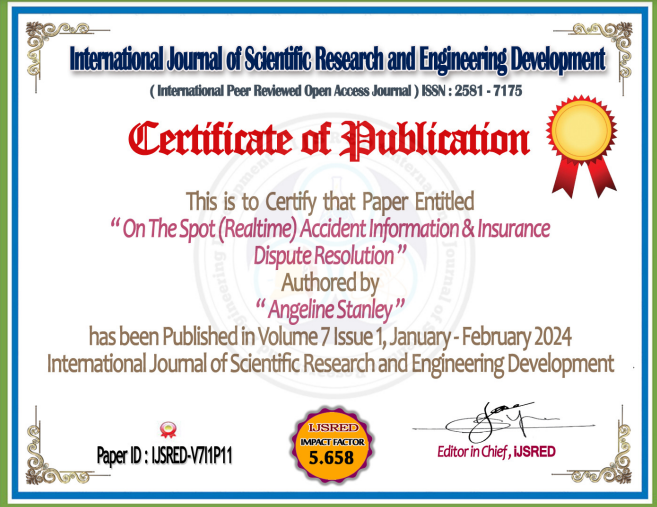 International Journal of Scientific Research and Engineering Development
( International Peer Reviewed Open Access Journal ) ISSN : 2581 - 7175
Certificate of Publication
This is to Certify that Paper Entitled
“ On The Spot (Realtime) Accident Information & Insurance
Dispute Resolution ”
Authored by
“ Angeline Stanley ”
has been Published in Volume 7 Issue 1, January - February 2024
International Journal of Scientific Research and Engineering Development
Paper ID : IJSRED-V7I1P11
IJSRED
IMPACT FACTOR
5.658
Editor in Chief , IJSRED